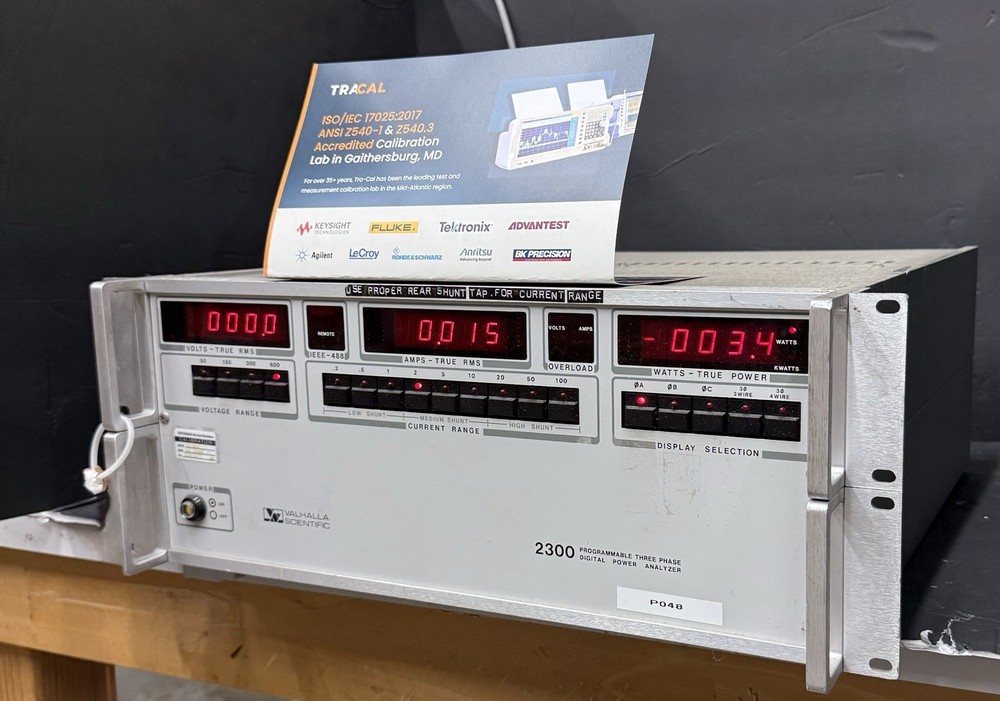 TRACAL
ISO/IEC 17025:2017
ANSI Z540-1 & Z540.3
Accredited Calibration
Lab in Gaithersburg, MD
For over 35+ years, Tra-Cal has been the leading test and
measurement calibration lab in the Mid-Atlantic region.
KEYSIGHT TECHNOLOGIES FLUKE. Tektronix ADVANTEST
Agilent LeCroy ROHDE & SCHWARZ Anritsu Advancing beyond BK PRECISION
USE PROPER REAR SHUNT TAP FOR CURRENT RANGE
000.0
REMOTE
0.015
VOLTS AMPS
-003.4
WATTS
KWATTS
VOLTS-TRUE RMS
IEEE-488
AMPS-TRUE RMS
OVERLOAD
WATTS-TRUE POWER
50 150 300 600
.2 .5 1 2 5 10 20 50 100
ØA ØB ØC 3Ø 3WIRE 3Ø 4WIRE
VOLTAGE RANGE
LOW SHUNT MEDIUM SHUNT HIGH SHUNT
CURRENT RANGE
DISPLAY SELECTION
CALIBRATION
POWER
ON
OFF
VALHALLA
SCIENTIFIC
2300 PROGRAMMABLE THREE PHASE
DIGITAL POWER ANALYZER
P048